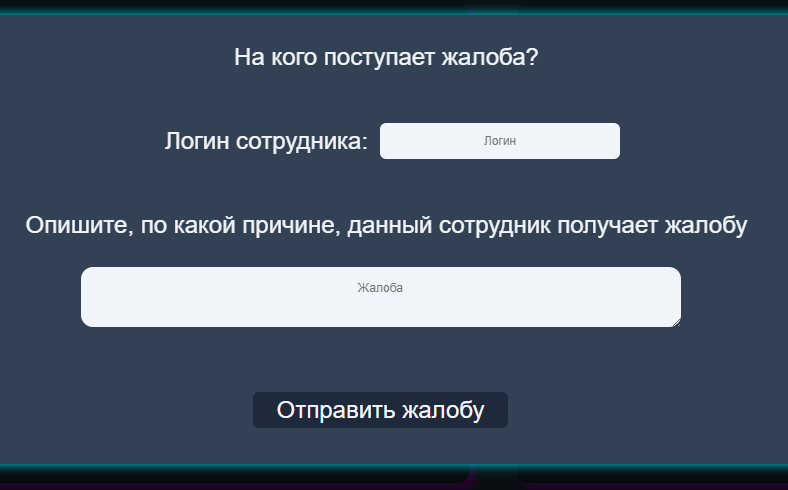 На кого поступает жалоба?
Логин сотрудника: Логин
Опишите, по какой причине, данный сотрудник получает жалобу
Жалоба
Отправить жалобу